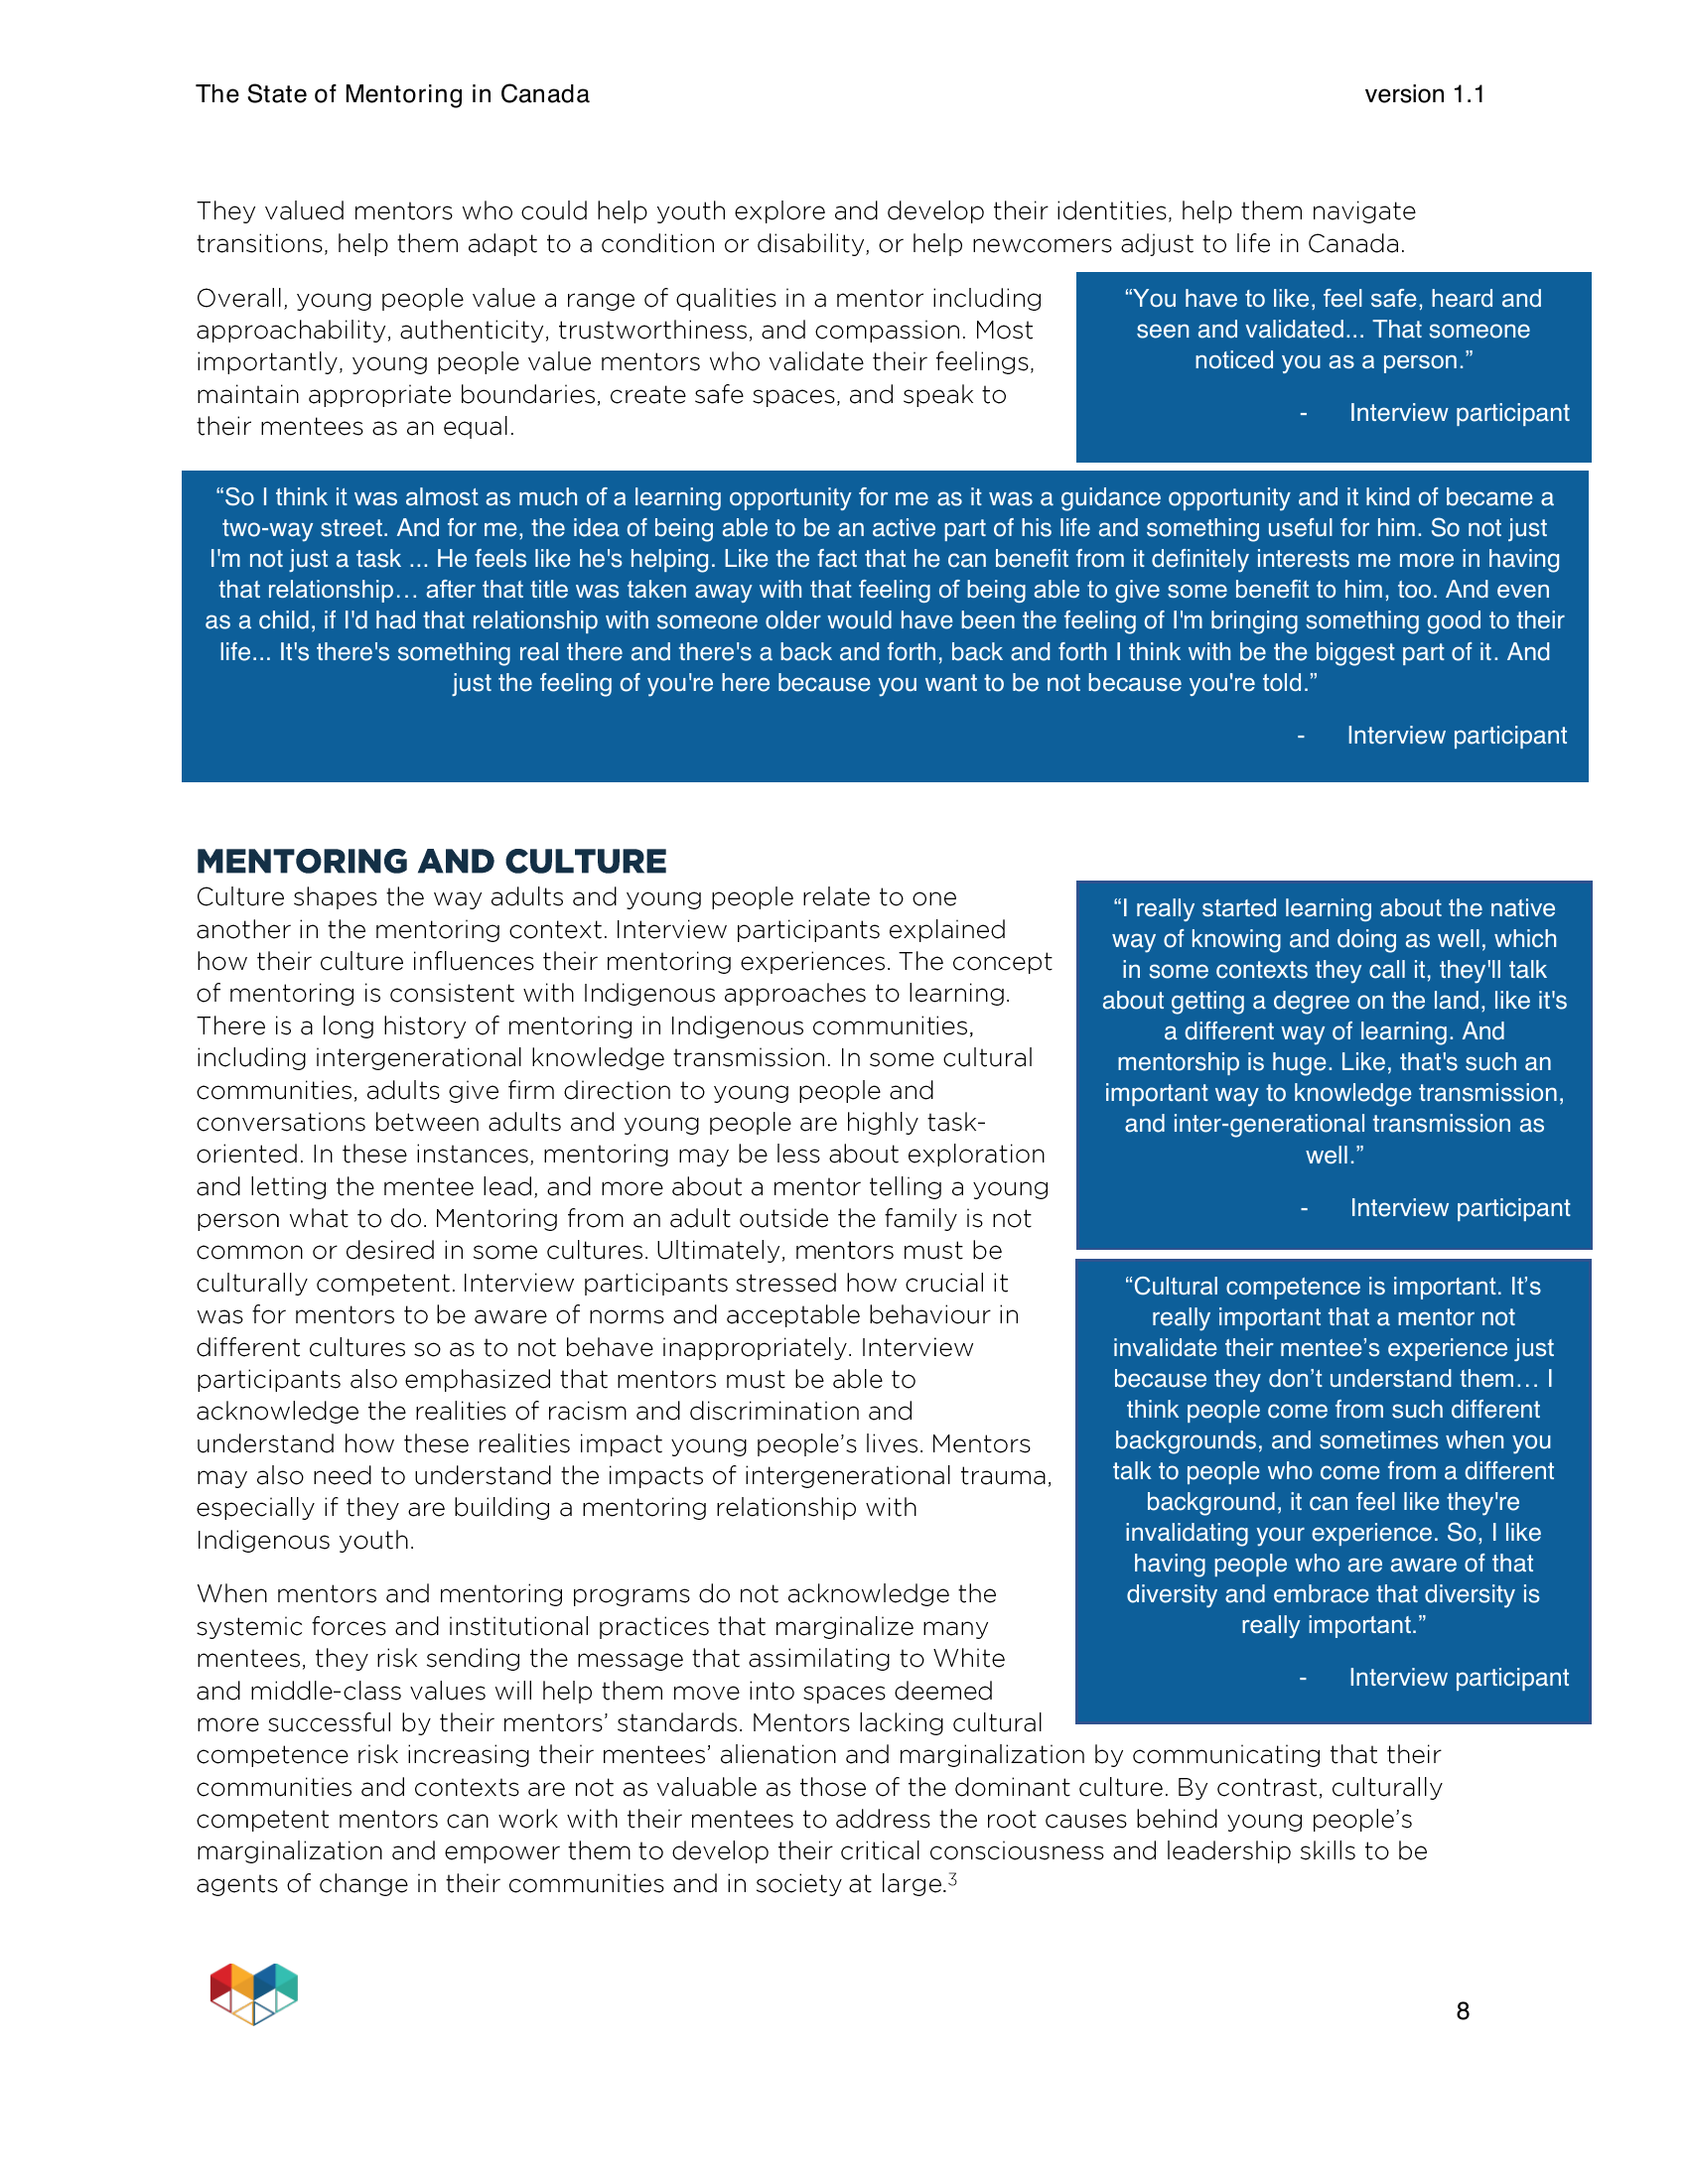 The State of Mentoring in Canada
version 1.1
They valued mentors who could help youth explore and develop their identities, help them navigate
transitions, help them adapt to a condition or disability, or help newcomers adjust to life in Canada.
Overall, young people value a range of qualities in a mentor including
approachability, authenticity, trustworthiness, and compassion. Most
importantly, young people value mentors who validate their feelings,
maintain appropriate boundaries, create safe spaces, and speak to
their mentees as an equal.
“You have to like, feel safe, heard and
seen and validated... That someone
noticed you as a person.”
- Interview participant
“So I think it was almost as much of a learning opportunity for me as it was a guidance opportunity and it kind of became a
two-way street. And for me, the idea of being able to be an active part of his life and something useful for him. So not just
I'm not just a task ... He feels like he's helping. Like the fact that he can benefit from it definitely interests me more in having
that relationship… after that title was taken away with that feeling of being able to give some benefit to him, too. And even
as a child, if I'd had that relationship with someone older would have been the feeling of I'm bringing something good to their
life... It's there's something real there and there's a back and forth, back and forth I think with be the biggest part of it. And
just the feeling of you're here because you want to be not because you're told.”
- Interview participant
MENTORING AND CULTURE
Culture shapes the way adults and young people relate to one
another in the mentoring context. Interview participants explained
how their culture influences their mentoring experiences. The concept
of mentoring is consistent with Indigenous approaches to learning.
There is a long history of mentoring in Indigenous communities,
including intergenerational knowledge transmission. In some cultural
communities, adults give firm direction to young people and
conversations between adults and young people are highly task-
oriented. In these instances, mentoring may be less about exploration
and letting the mentee lead, and more about a mentor telling a young
person what to do. Mentoring from an adult outside the family is not
common or desired in some cultures. Ultimately, mentors must be
culturally competent. Interview participants stressed how crucial it
was for mentors to be aware of norms and acceptable behaviour in
different cultures so as to not behave inappropriately. Interview
participants also emphasized that mentors must be able to
acknowledge the realities of racism and discrimination and
understand how these realities impact young people’s lives. Mentors
may also need to understand the impacts of intergenerational trauma,
especially if they are building a mentoring relationship with
Indigenous youth.
“I really started learning about the native
way of knowing and doing as well, which
in some contexts they call it, they'll talk
about getting a degree on the land, like it's
a different way of learning. And
mentorship is huge. Like, that's such an
important way to knowledge transmission,
and inter-generational transmission as
well.”
- Interview participant
“Cultural competence is important. It’s
really important that a mentor not
invalidate their mentee’s experience just
because they don’t understand them… I
think people come from such different
backgrounds, and sometimes when you
talk to people who come from a different
background, it can feel like they're
invalidating your experience. So, I like
having people who are aware of that
diversity and embrace that diversity is
really important.”
- Interview participant
When mentors and mentoring programs do not acknowledge the
systemic forces and institutional practices that marginalize many
mentees, they risk sending the message that assimilating to White
and middle-class values will help them move into spaces deemed
more successful by their mentors’ standards. Mentors lacking cultural
competence risk increasing their mentees’ alienation and marginalization by communicating that their
communities and contexts are not as valuable as those of the dominant culture. By contrast, culturally
competent mentors can work with their mentees to address the root causes behind young people’s
marginalization and empower them to develop their critical consciousness and leadership skills to be
agents of change in their communities and in society at large.³
8